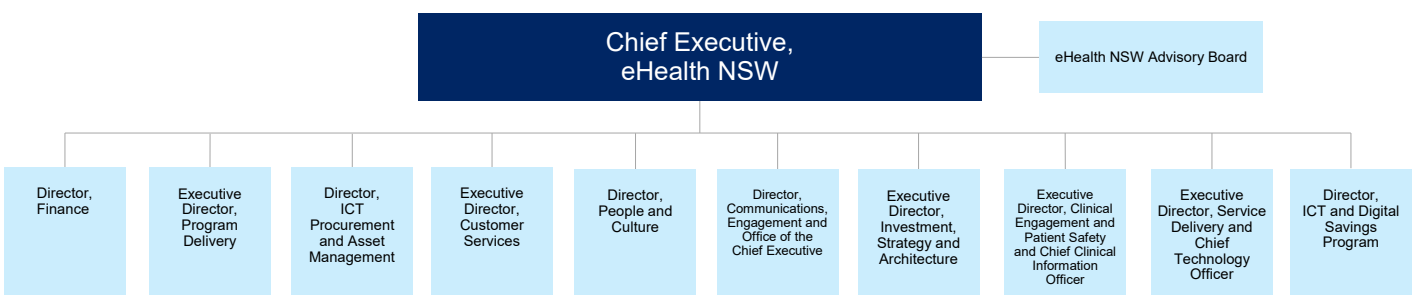 Chief Executive,
eHealth NSW
eHealth NSW Advisory Board
Director,
Finance
Executive
Director,
Program
Delivery
Director,
ICT
Procurement
and Asset
Management
Executive
Director,
Customer
Services
Director,
People and
Culture
Director,
Communications,
Engagement and
Office of the
Chief Executive
Executive
Director,
Investment,
Strategy and
Architecture
Executive
Director, Clinical
Engagement and
Patient Safety
and Chief Clinical
Information
Officer
Executive
Director, Service
Delivery and
Chief
Technology
Officer
Director,
ICT and Digital
Savings
Program